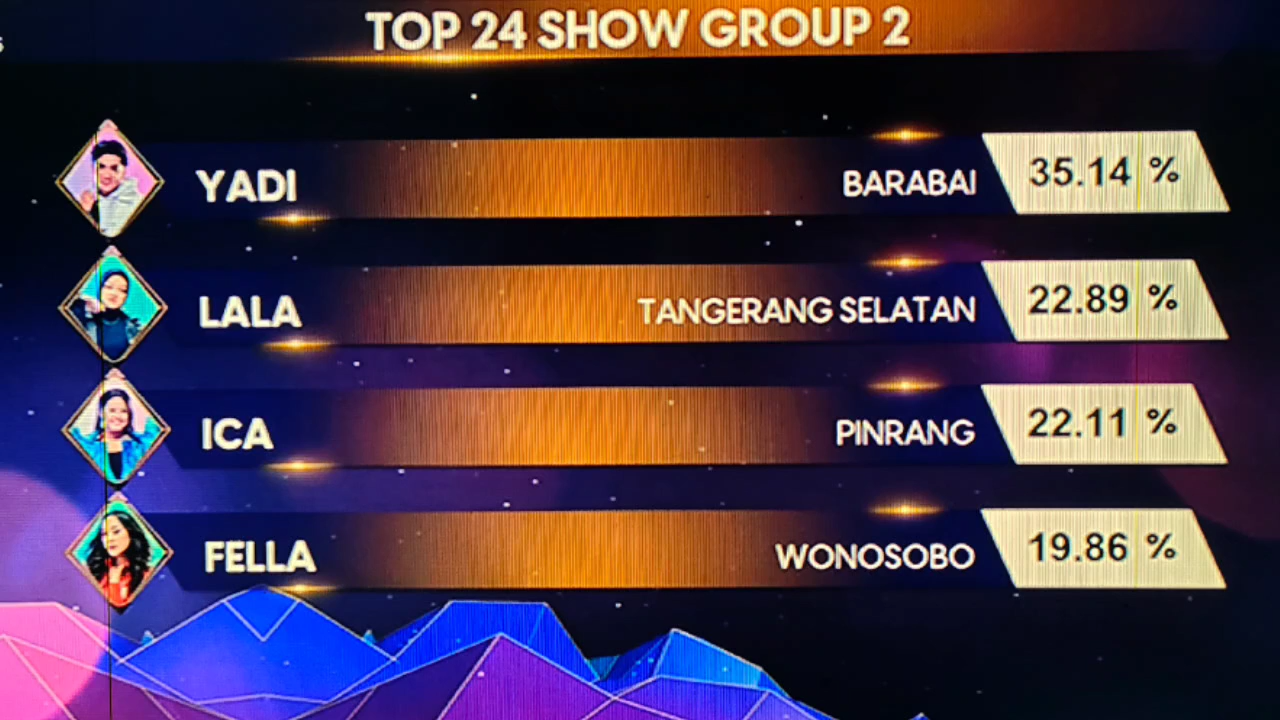 TOP 24 SHOW GROUP 2
YADI BARABAI 35.14 %
LALA TANGERANG SELATAN 22.89 %
ICA PINRANG 22.11 %
FELLA WONOSOBO 19.86 %